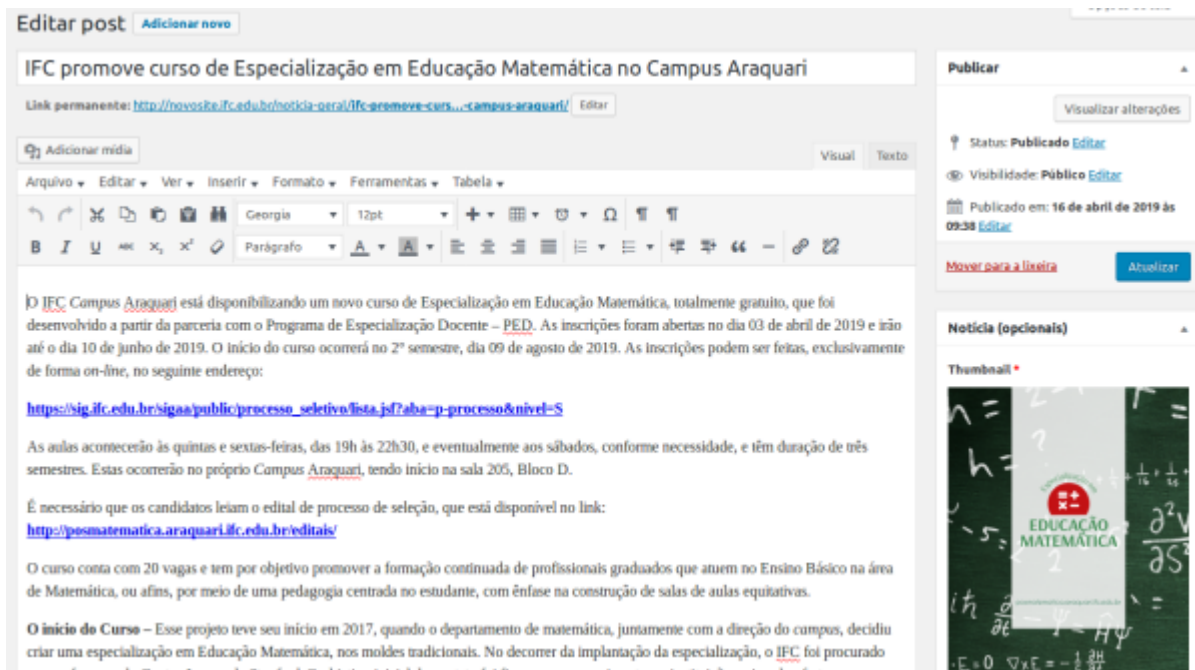 Editar post Adicionar novo
IFC promove curso de Especialização em Educação Matemática no Campus Araquari
Link permanente: http://novosite.ifc.edu.br/noticia-geral/ifc-promove-curs...-campus-araquari/ Editar
Adicionar mídia
Visual Texto
Arquivo Editar Ver Inserir Formato Ferramentas Tabela
Georgia 12pt
B I U ABC X, X² Parágrafo A A
O IFC Campus Araquari está disponibilizando um novo curso de Especialização em Educação Matemática, totalmente gratuito, que foi
desenvolvido a partir da parceria com o Programa de Especialização Docente – PED. As inscrições foram abertas no dia 03 de abril de 2019 e irão
até o dia 10 de junho de 2019. O início do curso ocorrerá no 2º semestre, dia 09 de agosto de 2019. As inscrições podem ser feitas, exclusivamente
de forma on-line, no seguinte endereço:
https://sig.ifc.edu.br/sigaa/public/processo_seletivo/lista.jsf?aba=p-processo&nivel=S
As aulas acontecerão às quintas e sextas-feiras, das 19h às 22h30, e eventualmente aos sábados, conforme necessidade, e têm duração de três
semestres. Estas ocorrerão no próprio Campus Araquari, tendo início na sala 205, Bloco D.
É necessário que os candidatos leiam o edital de processo de seleção, que está disponível no link:
http://posmatematica.araquari.ifc.edu.br/editais/
O curso conta com 20 vagas e tem por objetivo promover a formação continuada de profissionais graduados que atuem no Ensino Básico na área
de Matemática, ou afins, por meio de uma pedagogia centrada no estudante, com ênfase na construção de salas de aulas equitativas.
O início do Curso – Esse projeto teve seu início em 2017, quando o departamento de matemática, juntamente com a direção do campus, decidiu
criar uma especialização em Educação Matemática, nos moldes tradicionais. No decorrer da implantação da especialização, o IFC foi procurado
Publicar
Visualizar alterações
Status: Publicado Editar
Visibilidade: Público Editar
Publicado em: 16 de abril de 2019 às
09:38 Editar
Mover para a lixeira Atualizar
Notícia (opcionais)
Thumbnail *
Especialização em
EDUCAÇÃO
MATEMÁTICA